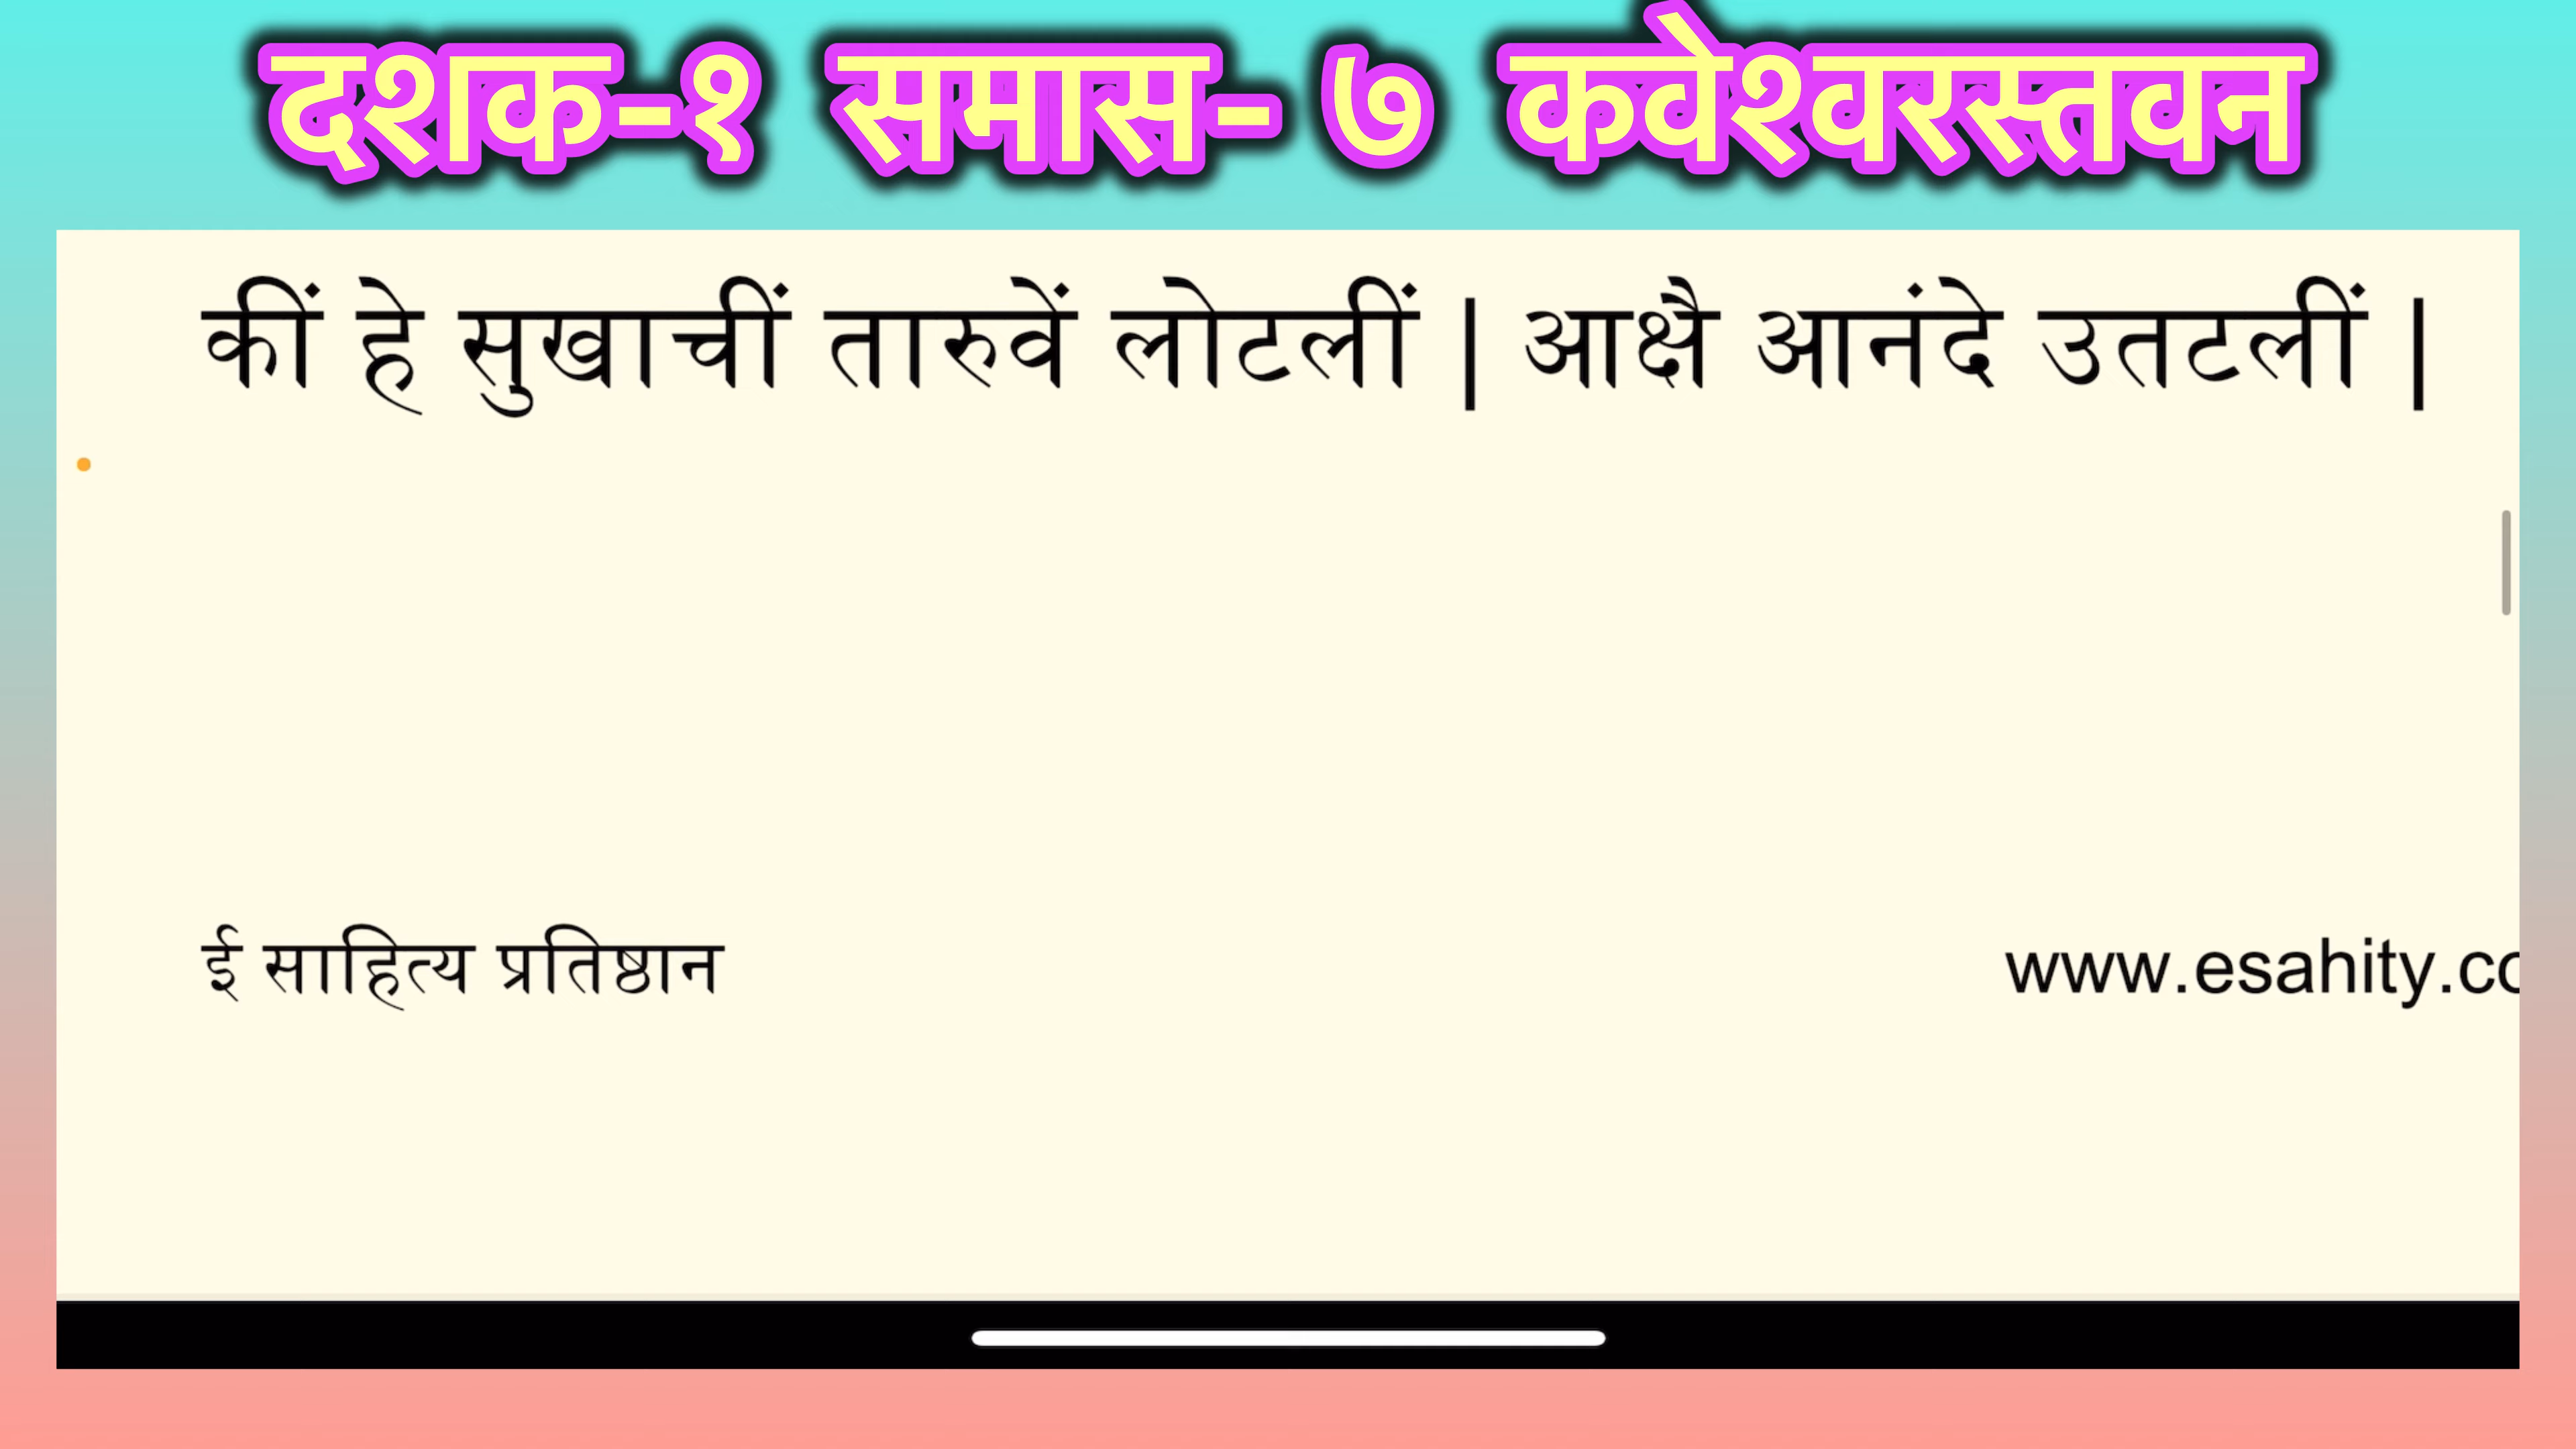 दशक-१ समास- ७ कवेश्वरस्तवन
कीं हे सुखाचीं तारुवें लोटलीं | आक्षै आनंदे उतटलीं |
ई साहित्य प्रतिष्ठान
www.esahity.co